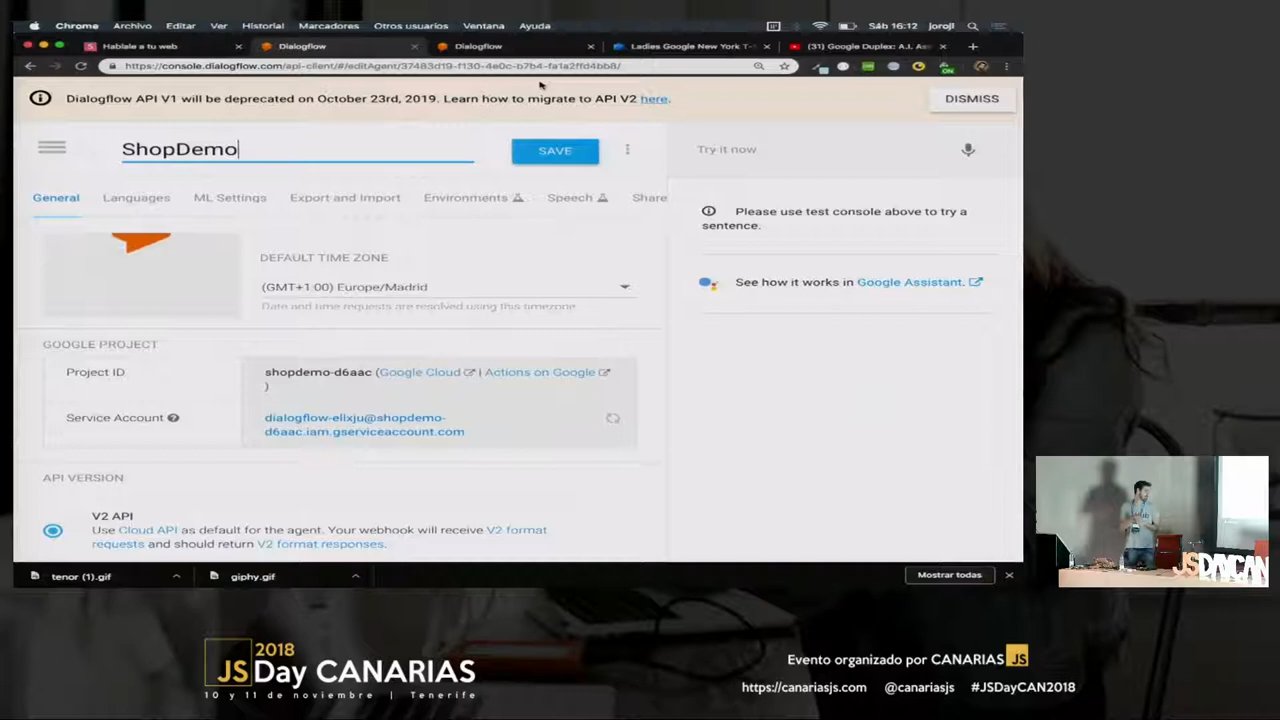 Chrome Archivo Editar Ver Historial Marcadores Otros usuarios Ventana Ayuda Sáb 16:12 jorojl
Háblale a tu web Dialogflow Dialogflow Ladies Google New York T- (31) Google Duplex: A.I. Ass
https://console.dialogflow.com/api-client/#/editAgent/37483d19-f130-4e0c-b7b4-fa1a2ffd4bb8/
ON
Dialogflow API V1 will be deprecated on October 23rd, 2019. Learn how to migrate to API V2 here.
DISMISS
ShopDemo
SAVE
Try it now
General Languages ML Settings Export and Import Environments Speech Share
Please use test console above to try a
sentence.
DEFAULT TIME ZONE
(GMT+1:00) Europe/Madrid
Date and time requests are resolved using this timezone.
See how it works in Google Assistant.
GOOGLE PROJECT
Project ID
shopdemo-d6aac (Google Cloud | Actions on Google
)
Service Account
dialogflow-ellxju@shopdemo-
d6aac.iam.gserviceaccount.com
API VERSION
V2 API
Use Cloud API as default for the agent. Your webhook will receive V2 format
requests and should return V2 format responses.
tenor (1).gif giphy.gif Mostrar todas
JSDAYCAN
2018
JSDay CANARIAS
10 y 11 de noviembre | Tenerife
Evento organizado por CANARIAS JS
https://canariasjs.com @canariasjs #JSDayCAN2018